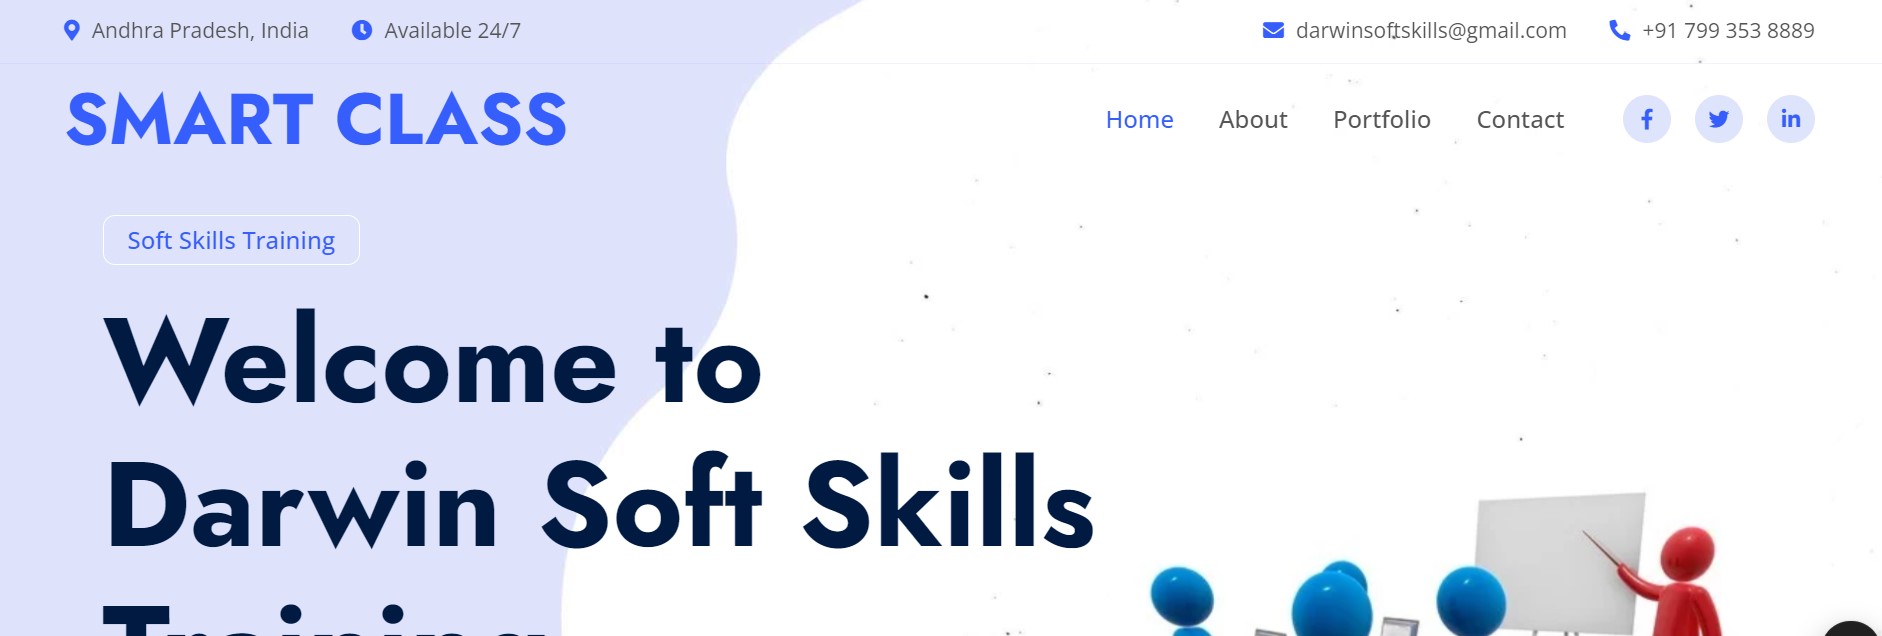 Andhra Pradesh, India Available 24/7 darwinsoftskills@gmail.com +91 799 353 8889
SMART CLASS Home About Portfolio Contact
Soft Skills Training
Welcome to
Darwin Soft Skills
Training